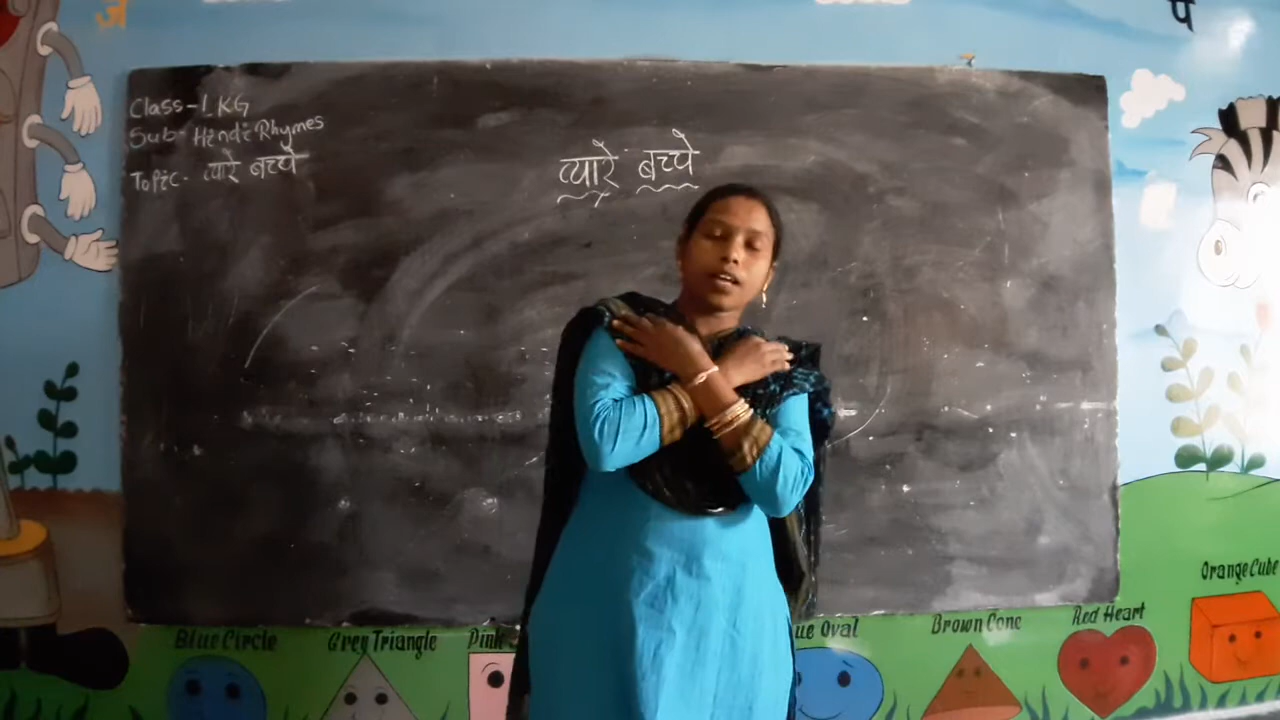 ज
प
Class-LKG
Sub- Hindi Rhymes
Topic- प्यारे बच्चे
प्यारे बच्चे
Blue Circle
Grey Triangle
Pink
ue Oval
Brown Cone
Red Heart
Orange Cube